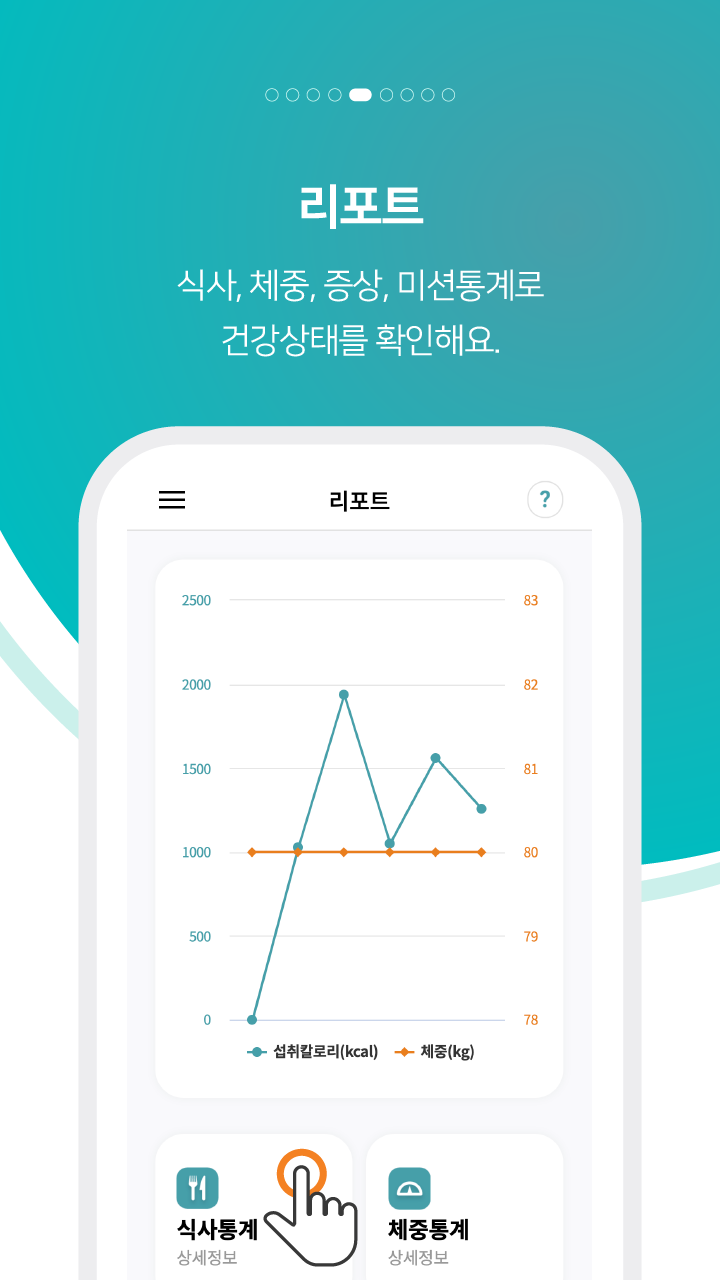 리포트
식사, 체중, 증상, 미션통계로
건강상태를 확인해요.
리포트
?
2500 83
2000 82
1500 81
1000 80
500 79
0 78
섭취칼로리(kcal) 체중(kg)
식사통계 체중통계
상세정보 상세정보